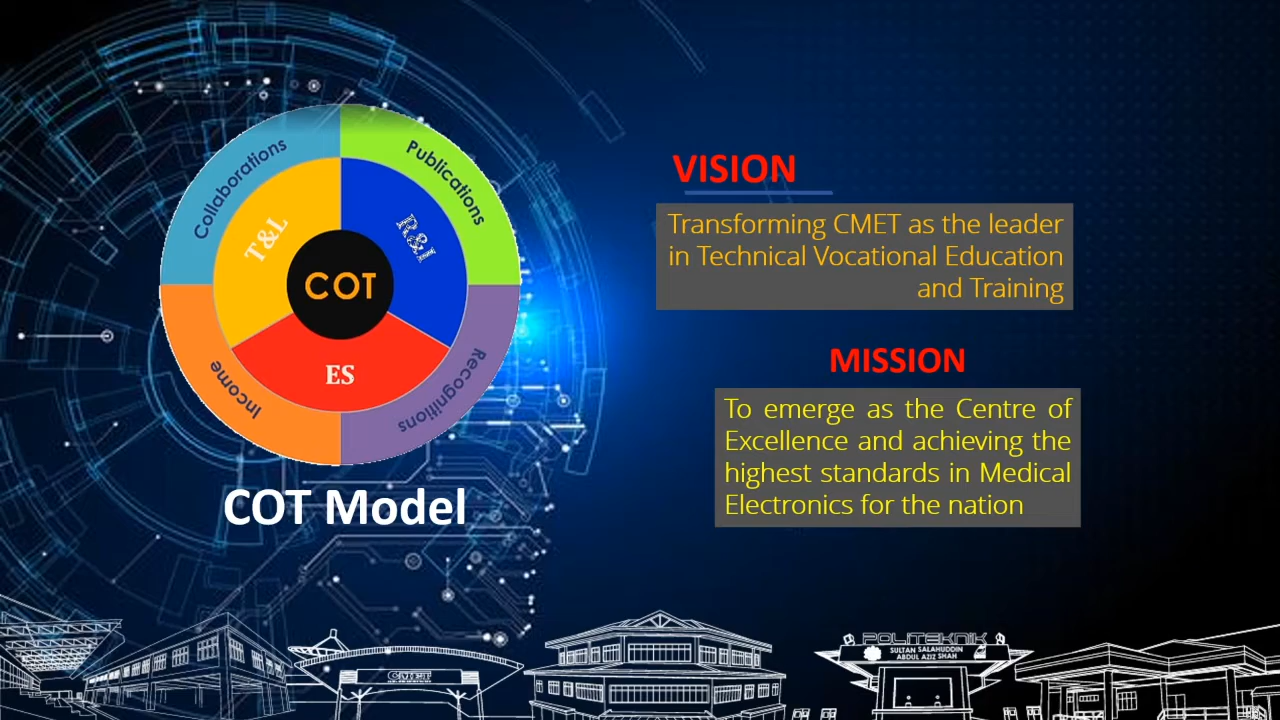 Collaborations
Publications
T&L
R&I
COT
ES
Income
Recognitions
COT Model
VISION
Transforming CMET as the leader
in Technical Vocational Education
and Training
MISSION
To emerge as the Centre of
Excellence and achieving the
highest standards in Medical
Electronics for the nation
POLITEKNIK
SULTAN SALAHUDDIN
ABDUL AZIZ SHAH